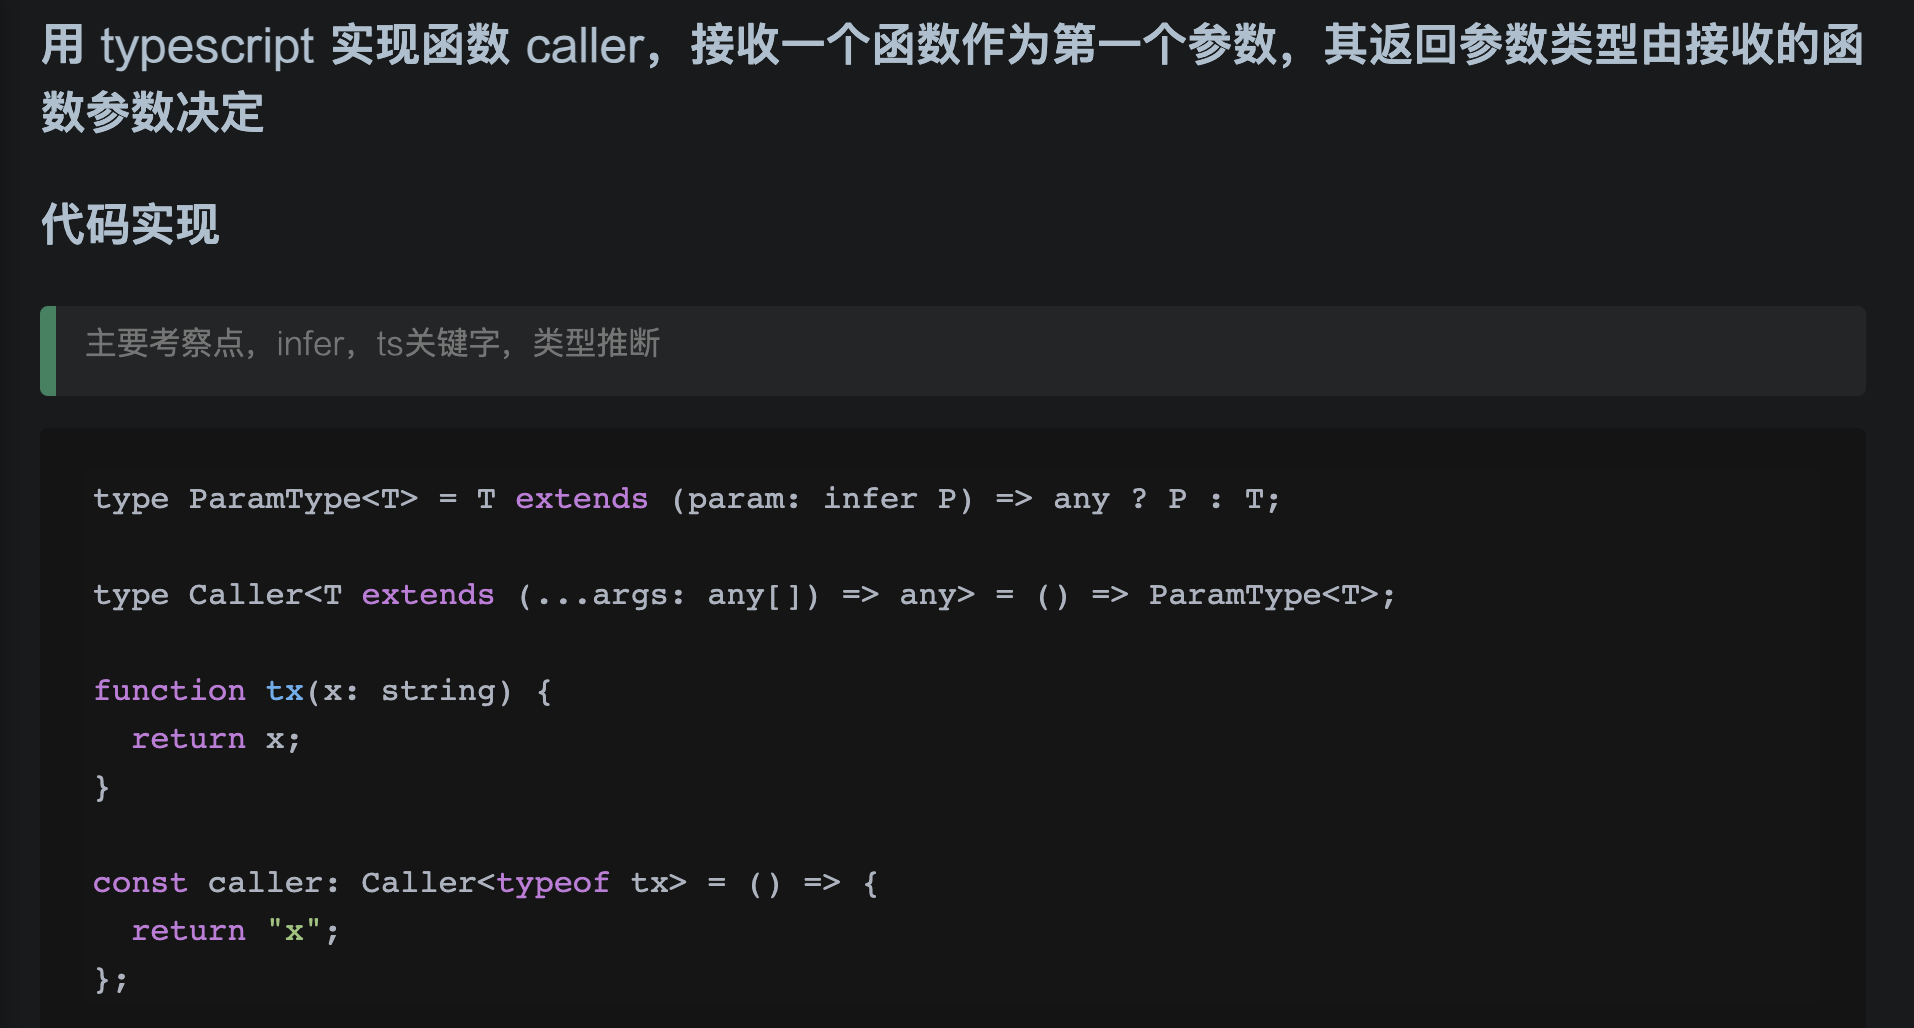 用 typescript 实现函数 caller，接收一个函数作为第一个参数，其返回参数类型由接收的函
数参数决定
代码实现
主要考察点，infer，ts关键字，类型推断
type ParamType<T> = T extends (param: infer P) => any ? P : T;
type Caller<T extends (...args: any[]) => any> = () => ParamType<T>;
function tx(x: string) {
  return x;
}
const caller: Caller<typeof tx> = () => {
  return "x";
};